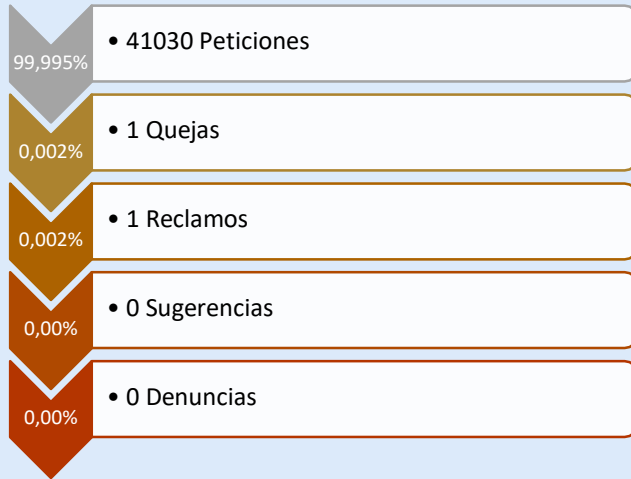 99,995%
• 41030 Peticiones
0,002%
• 1 Quejas
0,002%
• 1 Reclamos
0,00%
• 0 Sugerencias
0,00%
• 0 Denuncias